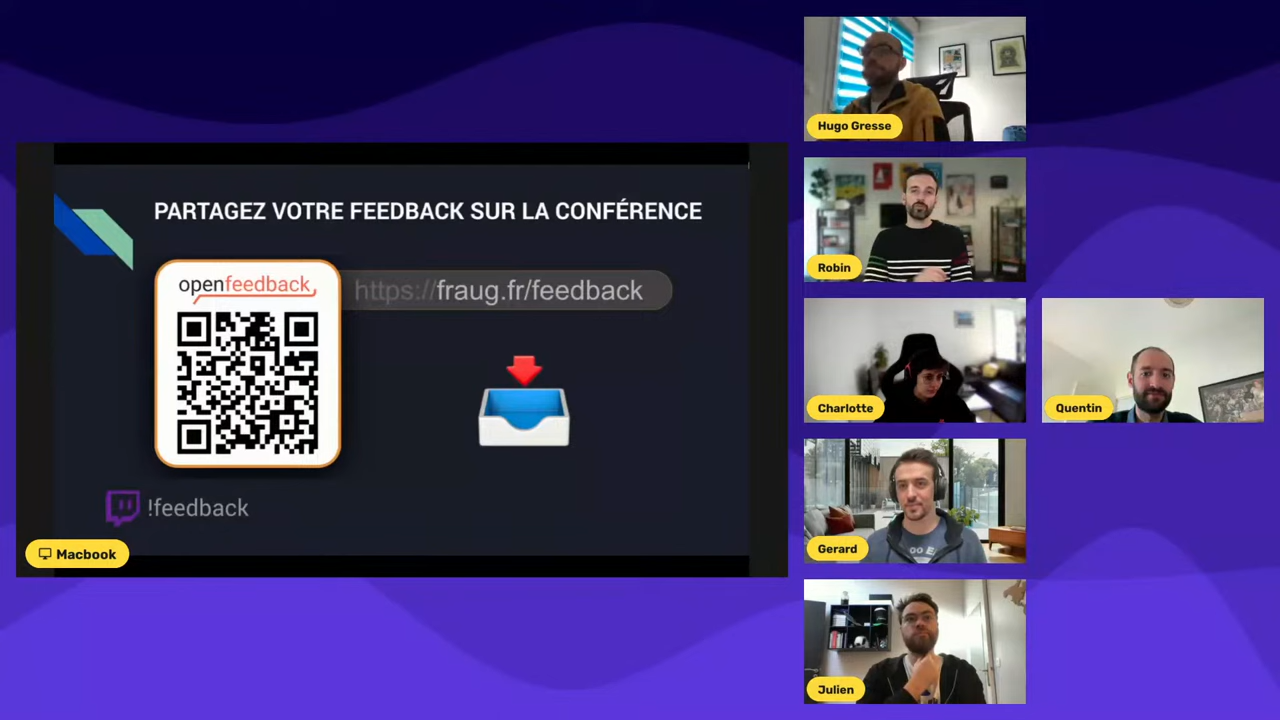 PARTAGEZ VOTRE FEEDBACK SUR LA CONFÉRENCE
openfeedback
https://fraug.fr/feedback
!feedback
Macbook
Hugo Gresse
Robin
Charlotte
Quentin
Gerard
Julien